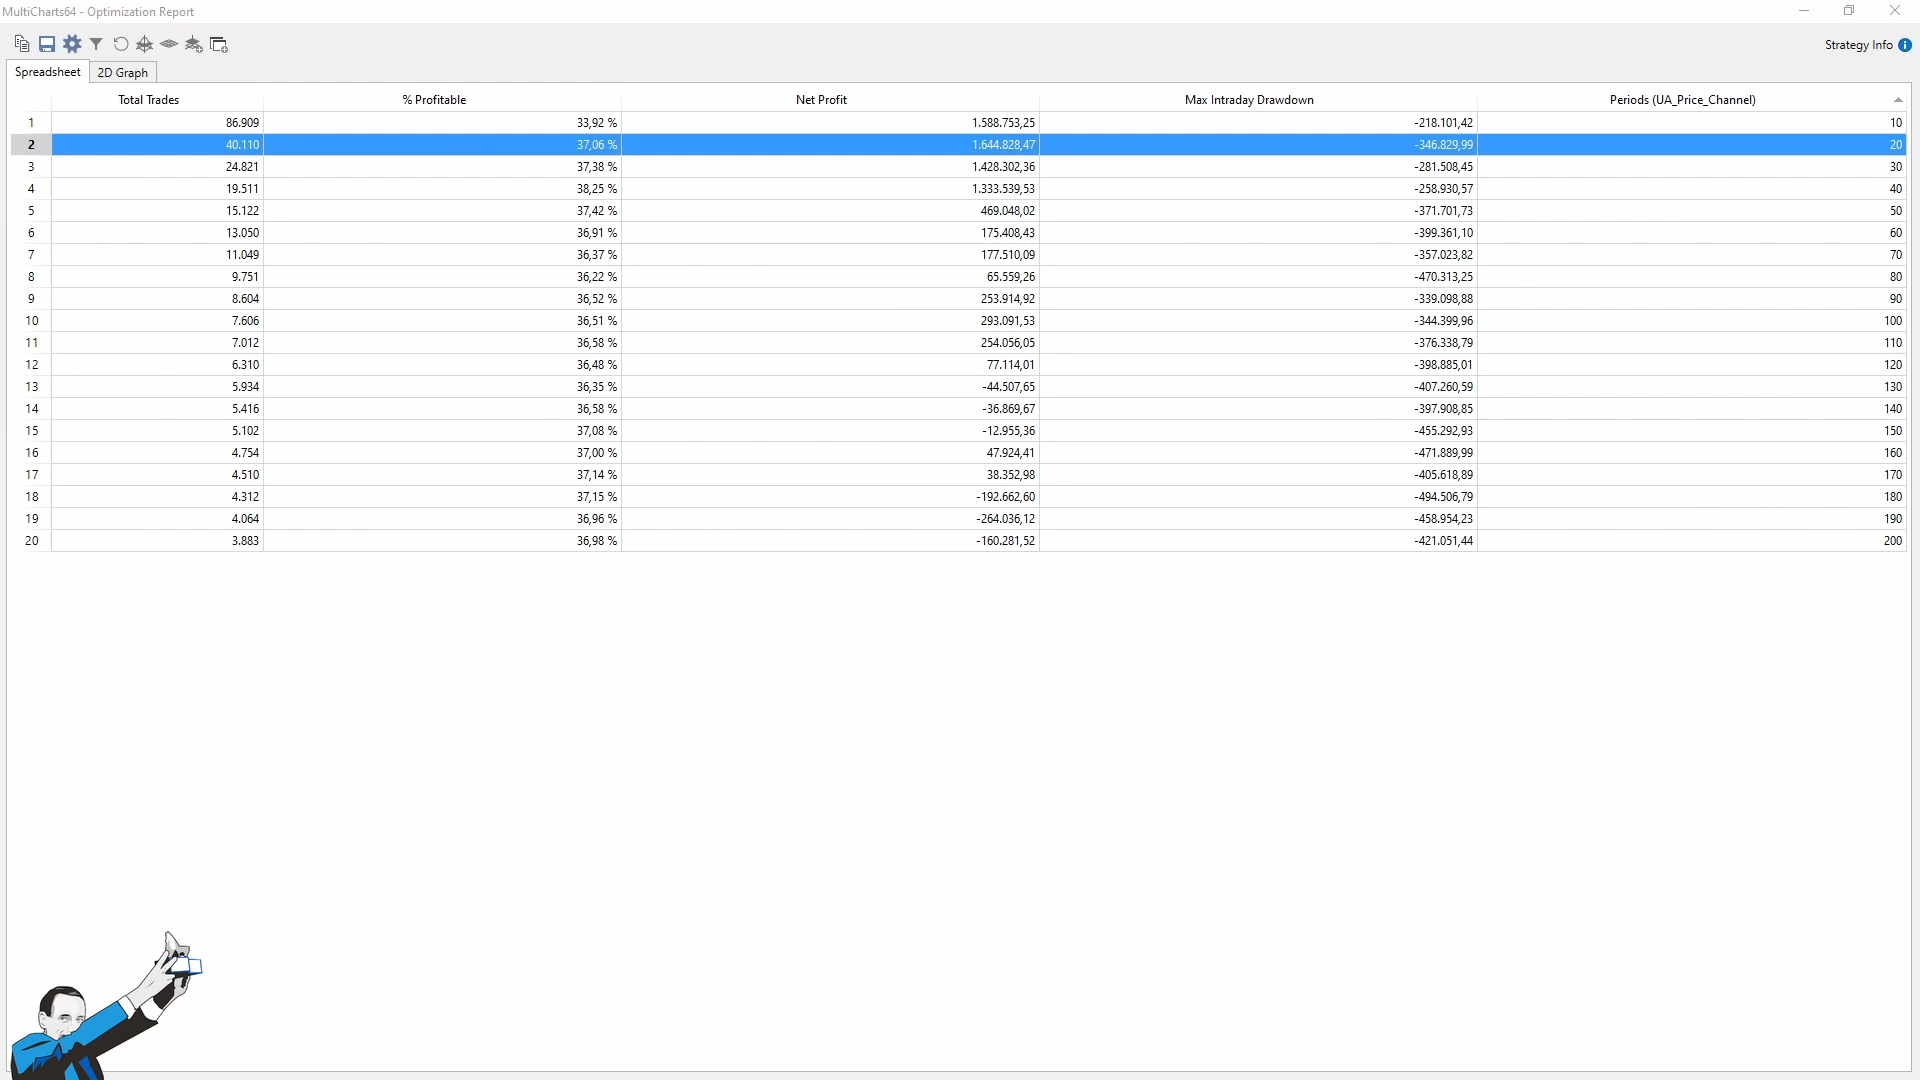 MultiCharts64 - Optimization Report
Strategy Info
Spreadsheet 2D Graph
Total Trades % Profitable Net Profit Max Intraday Drawdown Periods (UA_Price_Channel)
1 86.909 33,92 % 1.588.753,25 -218.101,42 10
2 40.110 37,06 % 1.644.828,47 -346.829,99 20
3 24.821 37,38 % 1.428.302,36 -281.508,45 30
4 19.511 38,25 % 1.333.539,53 -258.930,57 40
5 15.122 37,42 % 469.048,02 -371.701,73 50
6 13.050 36,91 % 175.408,43 -399.361,10 60
7 11.049 36,37 % 177.510,09 -357.023,82 70
8 9.751 36,22 % 65.559,26 -470.313,25 80
9 8.604 36,52 % 253.914,92 -339.098,88 90
10 7.606 36,51 % 293.091,53 -344.399,96 100
11 7.012 36,58 % 254.056,05 -376.338,79 110
12 6.310 36,48 % 77.114,01 -398.885,01 120
13 5.934 36,35 % -44.507,65 -407.260,59 130
14 5.416 36,58 % -36.869,67 -397.908,85 140
15 5.102 37,08 % -12.955,36 -455.292,93 150
16 4.754 37,00 % 47.924,41 -471.889,99 160
17 4.510 37,14 % 38.352,98 -405.618,89 170
18 4.312 37,15 % -192.662,60 -494.506,79 180
19 4.064 36,96 % -264.036,12 -458.954,23 190
20 3.883 36,98 % -160.281,52 -421.051,44 200